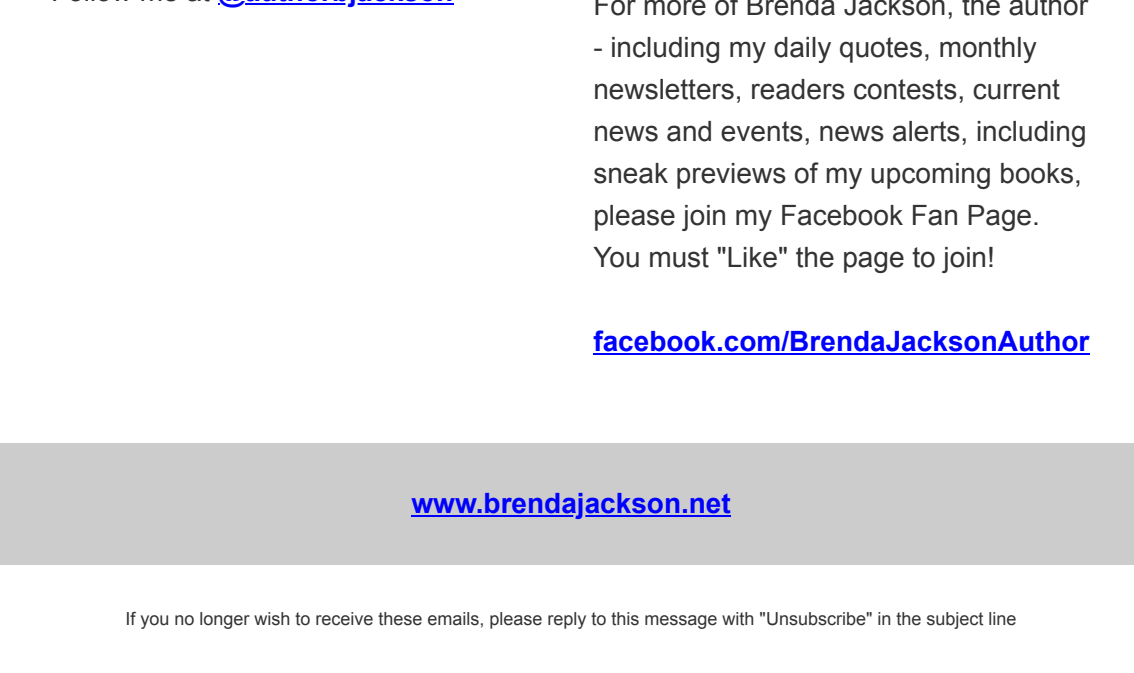 Follow me at
For more of Brenda Jackson, the author
- including my daily quotes, monthly
newsletters, readers contests, current
news and events, news alerts, including
sneak previews of my upcoming books,
please join my Facebook Fan Page.
You must "Like" the page to join!
facebook.com/BrendaJacksonAuthor
www.brendajackson.net
If you no longer wish to receive these emails, please reply to this message with "Unsubscribe" in the subject line